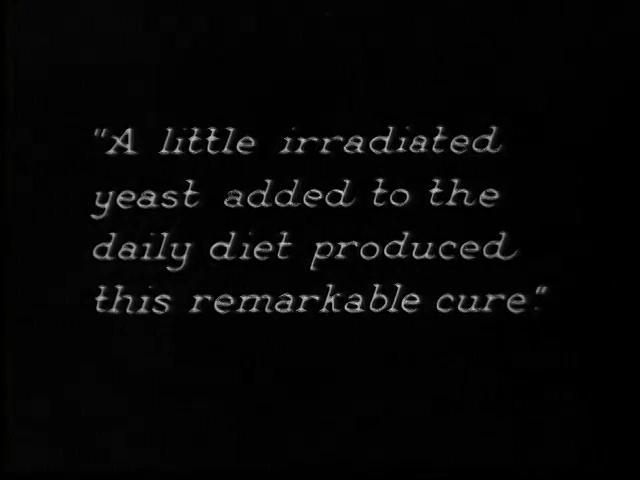 "A little irradiated
yeast added to the
daily diet produced
this remarkable cure."